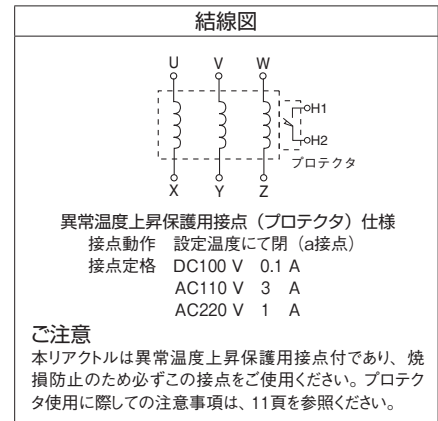 結線図
U V W
H1
H2
プロテクタ
X Y Z
異常温度上昇保護用接点（プロテクタ）仕様
接点動作 設定温度にて閉（a接点）
接点定格 DC100 V 0.1 A
AC110 V 3 A
AC220 V 1 A
ご注意
本リアクトルは異常温度上昇保護用接点付であり、焼
損防止のため必ずこの接点をご使用ください。プロテク
タ使用に際しての注意事項は、11頁を参照ください。